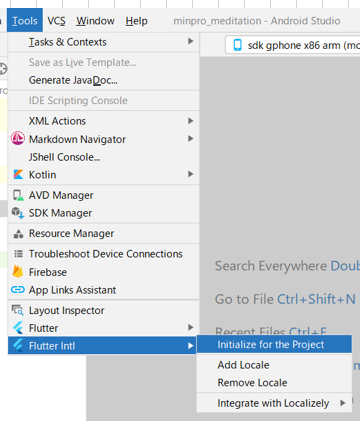 Tools VCS Window Help minpro_meditation - Android Studio
Tasks & Contexts
sdk gphone x86 arm (mo
Save as Live Template...
Generate JavaDoc...
IDE Scripting Console
XML Actions
Markdown Navigator
JShell Console...
Kotlin
AVD Manager
SDK Manager
Resource Manager
Troubleshoot Device Connections
Firebase
App Links Assistant
Layout Inspector
Flutter
Flutter Intl
Search Everywhere Dou
Go to File Ctrl+Shift+N
Recent Files Ctrl+E
Initialize for the Project
Add Locale
Remove Locale
Integrate with Localizely